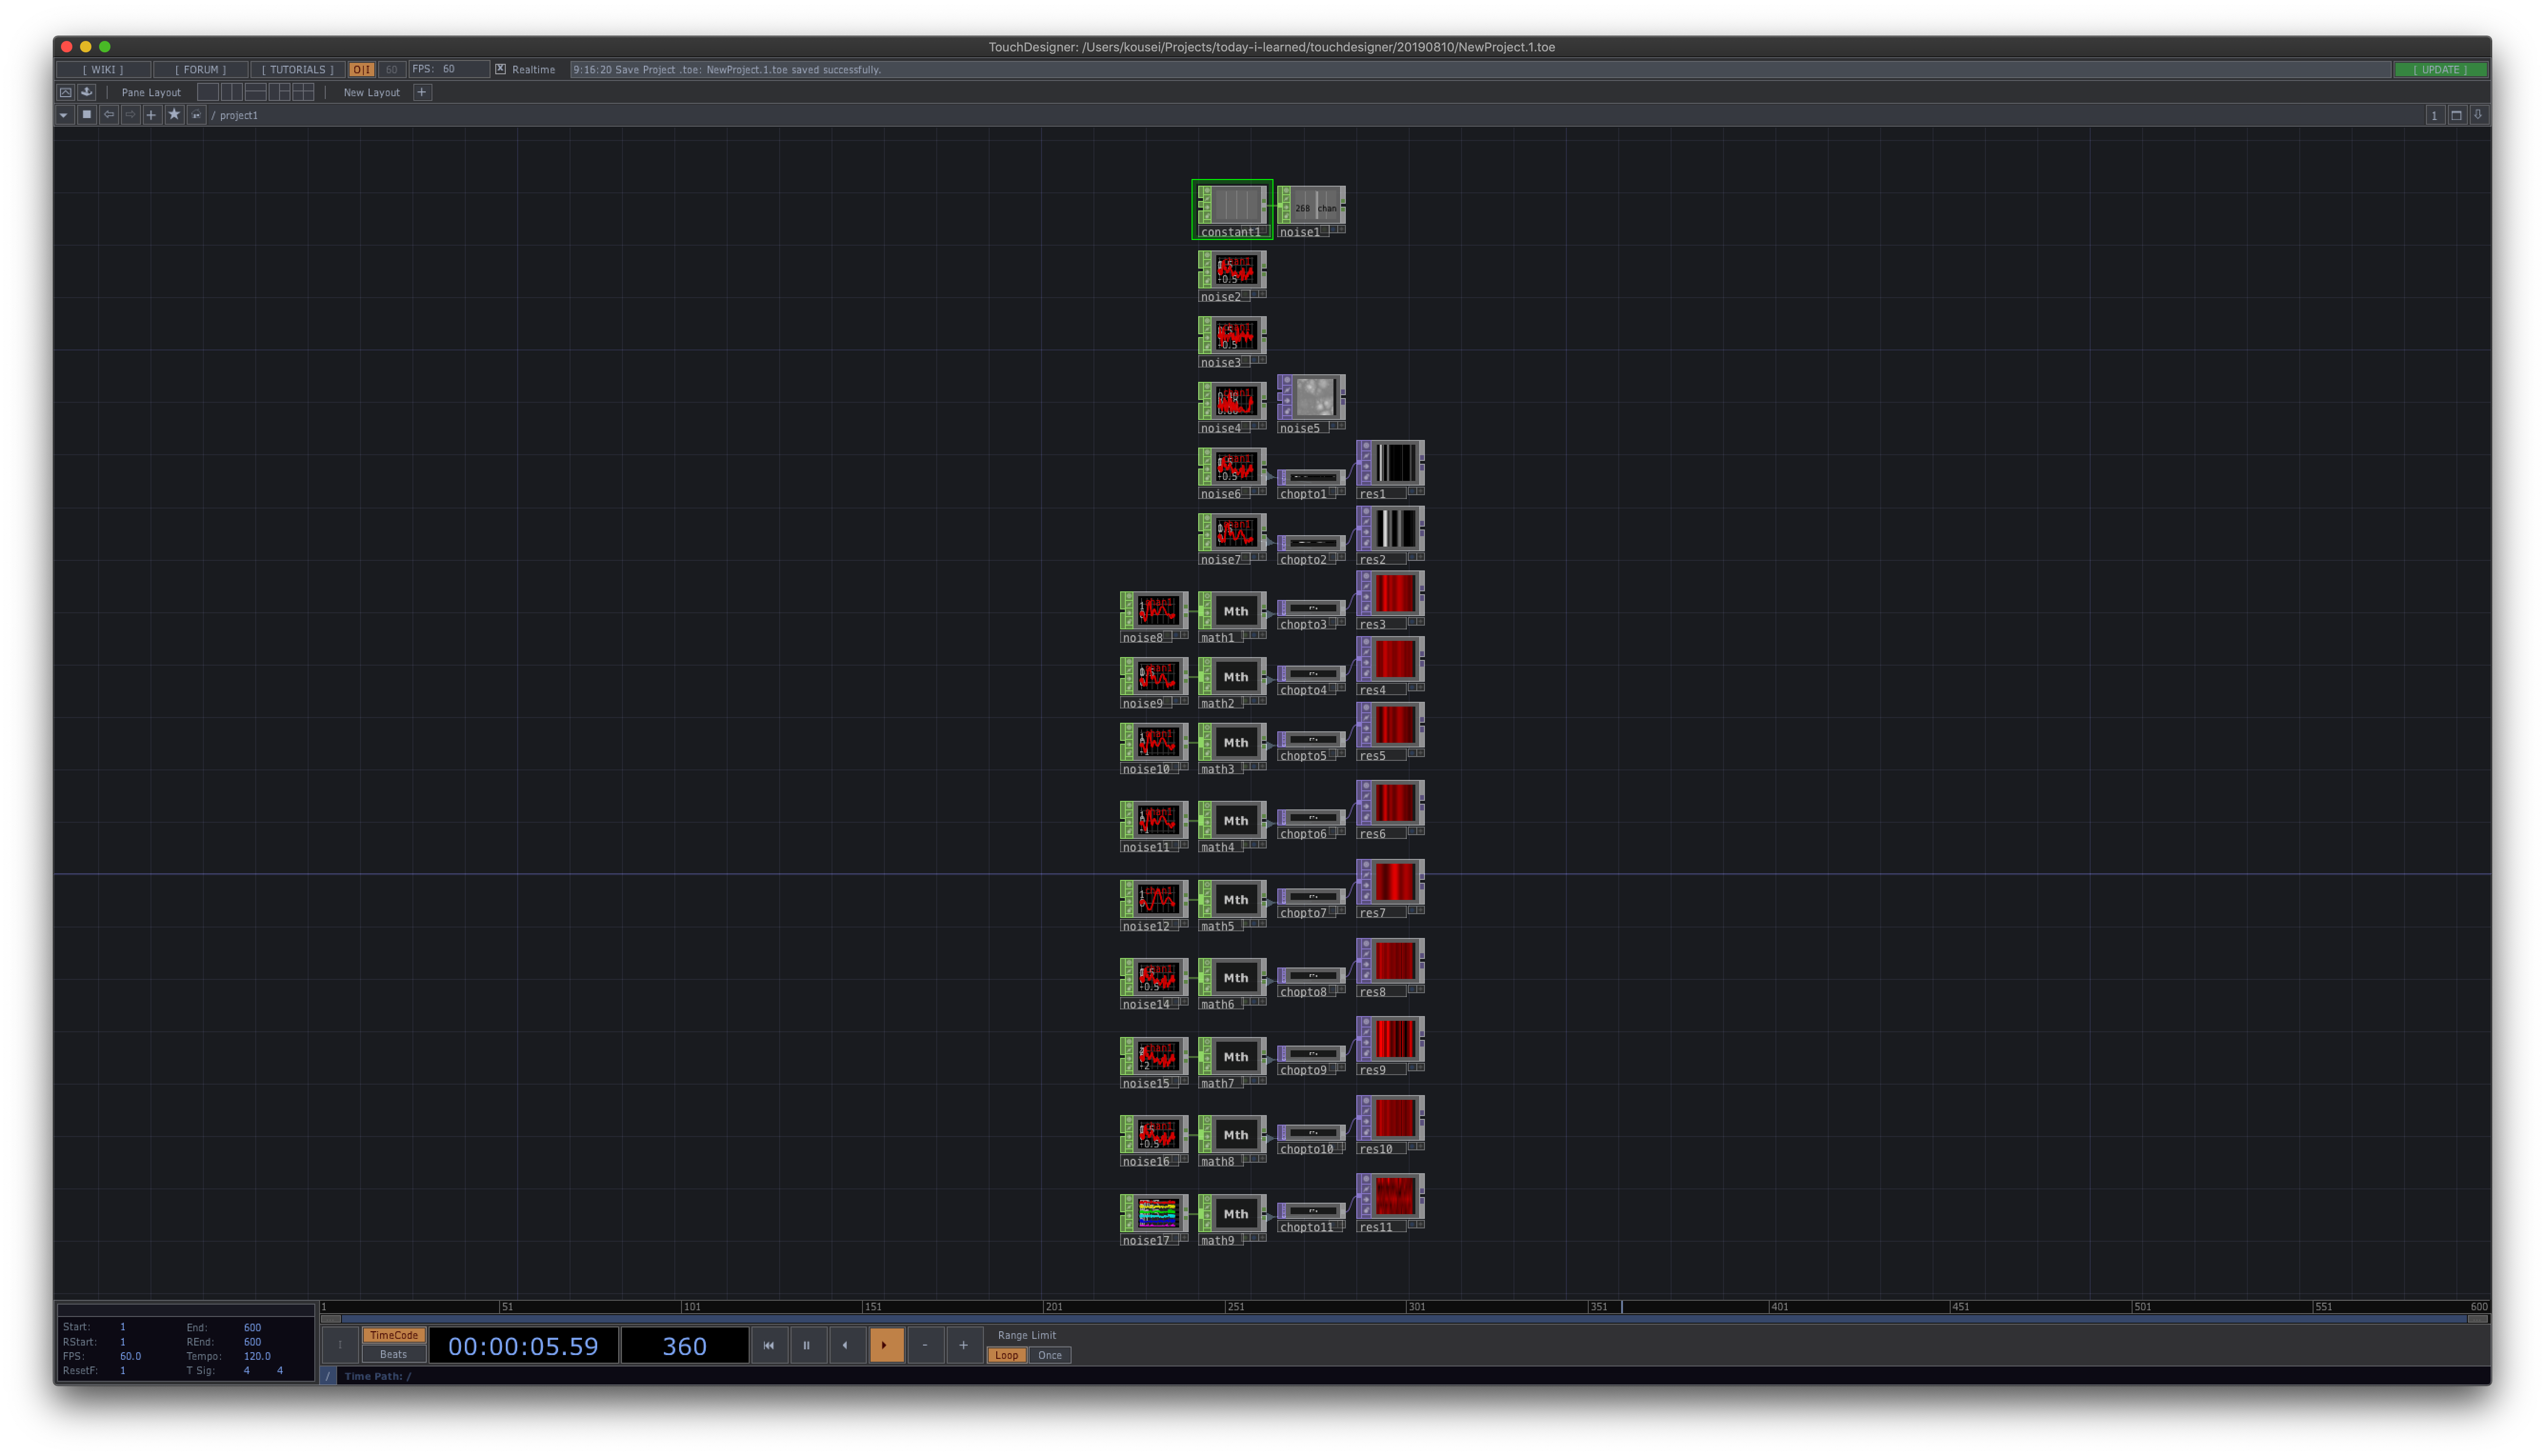 TouchDesigner: /Users/kousei/Projects/today-i-learned/touchdesigner/20190810/NewProject.1.toe
[ WIKI ] [ FORUM ] [ TUTORIALS ] O|I 60 FPS: 60 Realtime 9:16:20 Save Project .toe: NewProject.1.toe saved successfully. [ UPDATE ]
Pane Layout New Layout +
/ project1 1
268 chan
constant1 noise1
noise2
noise3
noise4 noise5
noise6 chopto1 res1
noise7 chopto2 res2
Mth
chopto3 res3
noise8 math1
Mth
chopto4 res4
noise9 math2
Mth
chopto5 res5
noise10 math3
Mth
chopto6 res6
noise11 math4
Mth
chopto7 res7
noise12 math5
Mth
chopto8 res8
noise14 math6
Mth
chopto9 res9
noise15 math7
Mth
chopto10 res10
noise16 math8
Mth
chopto11 res11
noise17 math9
1 51 101 151 201 251 301 351 401 451 501 551 600
Start: 1 End: 600
RStart: 1 REnd: 600
FPS: 60.0 Tempo: 120.0
ResetF: 1 T Sig: 4 4
TimeCode
Beats
00:00:05.59 360
- +
Range Limit
Loop Once
/ Time Path: /